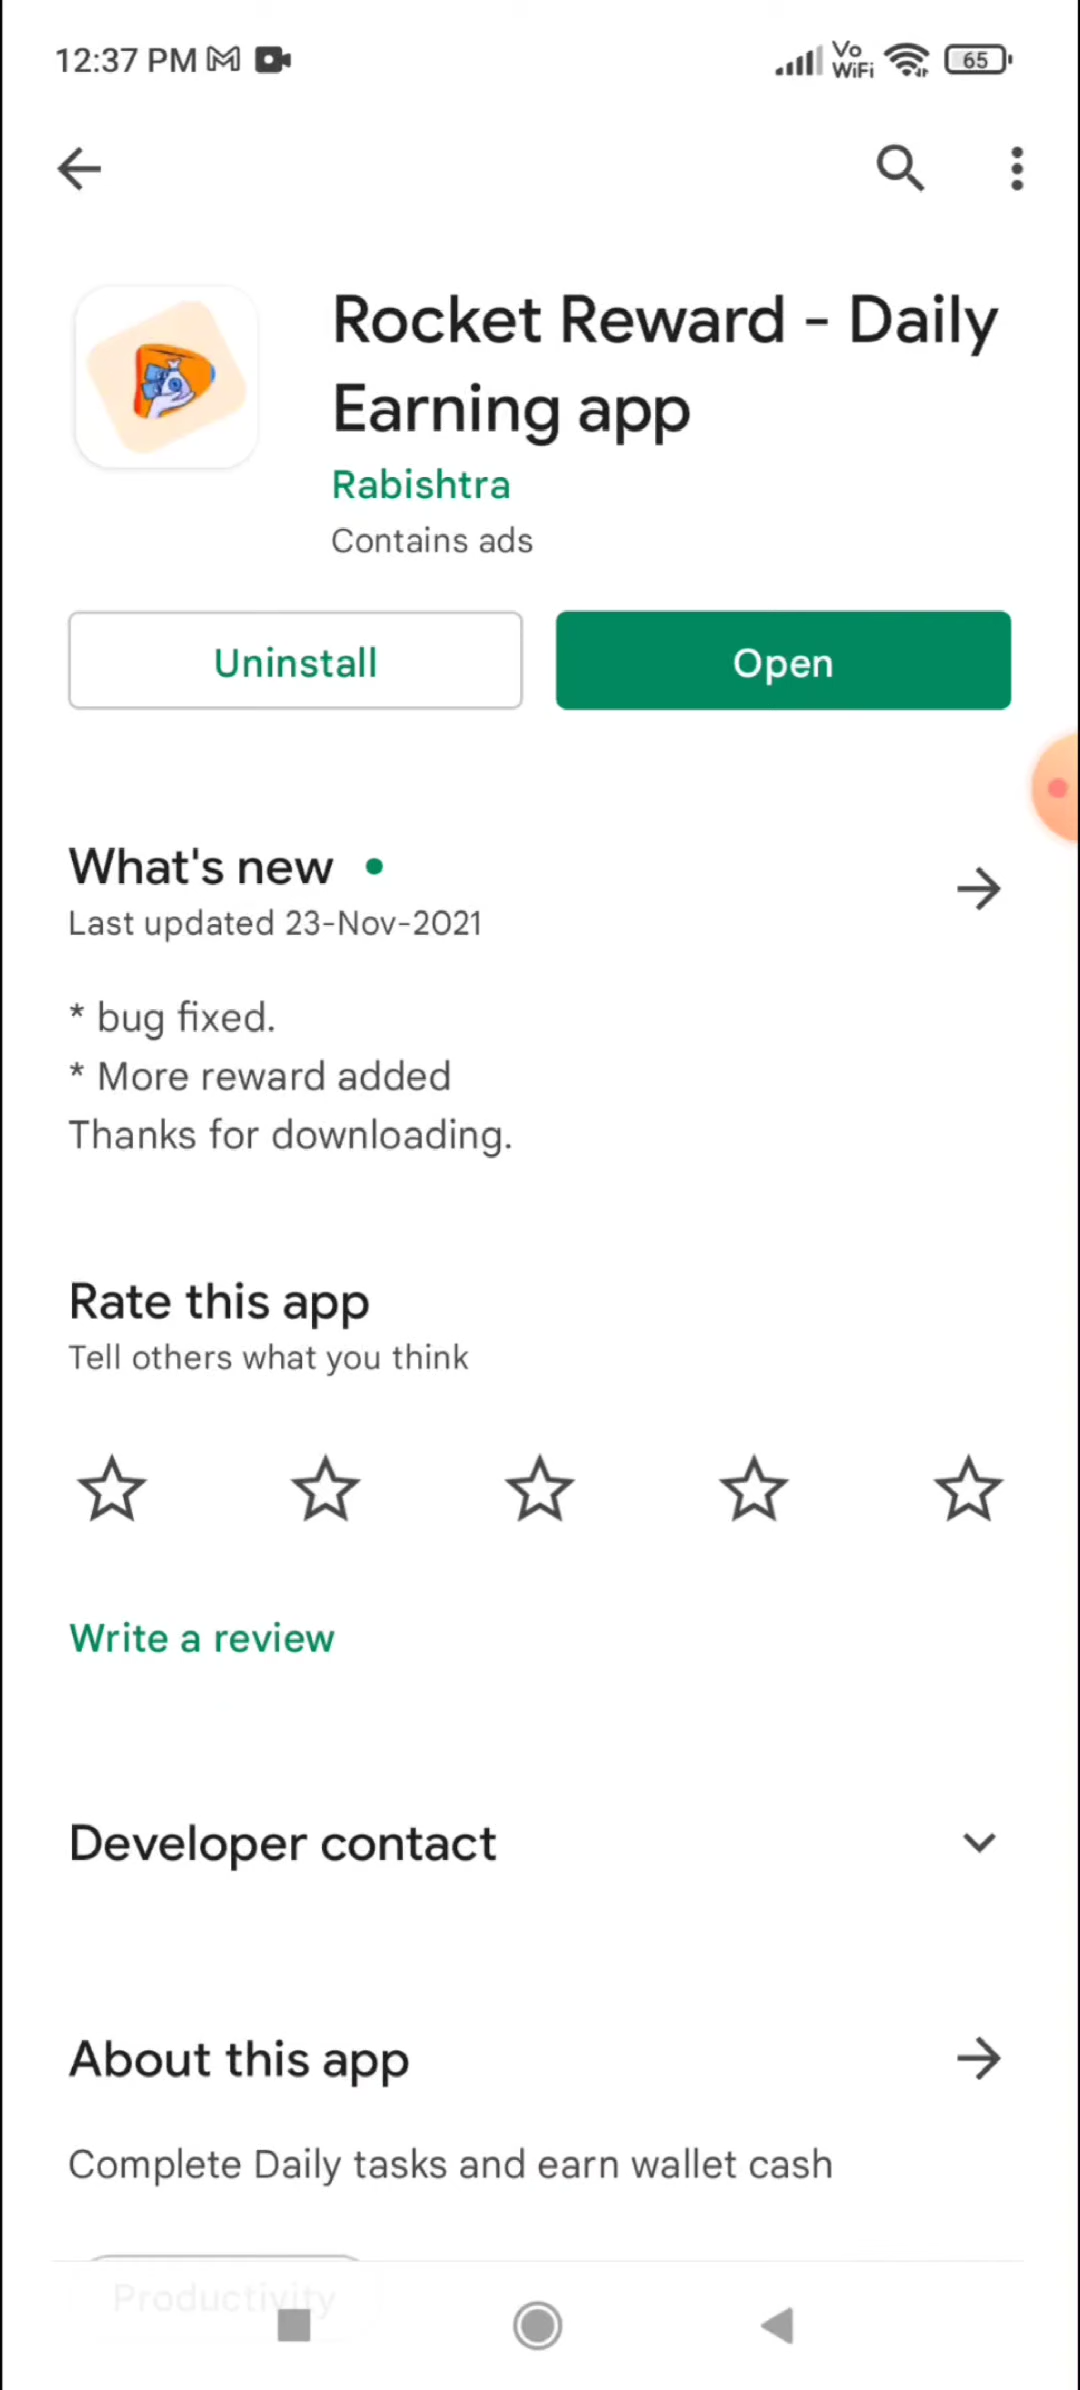 12:37 PM
Vo
WiFi
65
Rocket Reward - Daily
Earning app
Rabishtra
Contains ads
Uninstall
Open
What's new
Last updated 23-Nov-2021
* bug fixed.
* More reward added
Thanks for downloading.
Rate this app
Tell others what you think
Write a review
Developer contact
About this app
Complete Daily tasks and earn wallet cash
Productivity